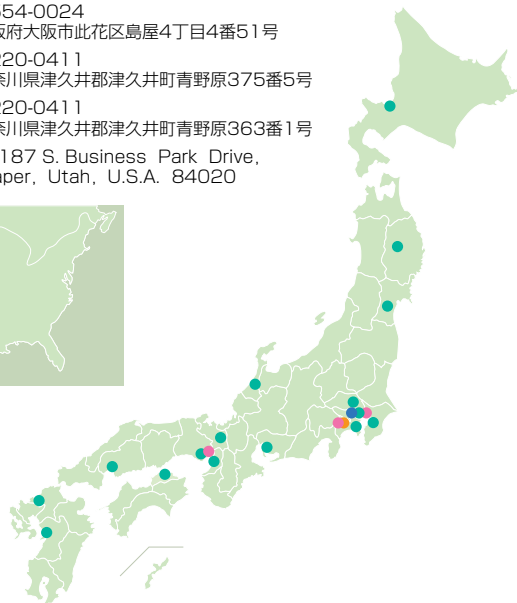 554-0024
阪府大阪市此花区島屋4丁目4番51号
220-0411
奈川県津久井郡津久井町青野原375番5号
220-0411
奈川県津久井郡津久井町青野原363番1号
187 S. Business Park Drive,
aper, Utah, U.S.A. 84020